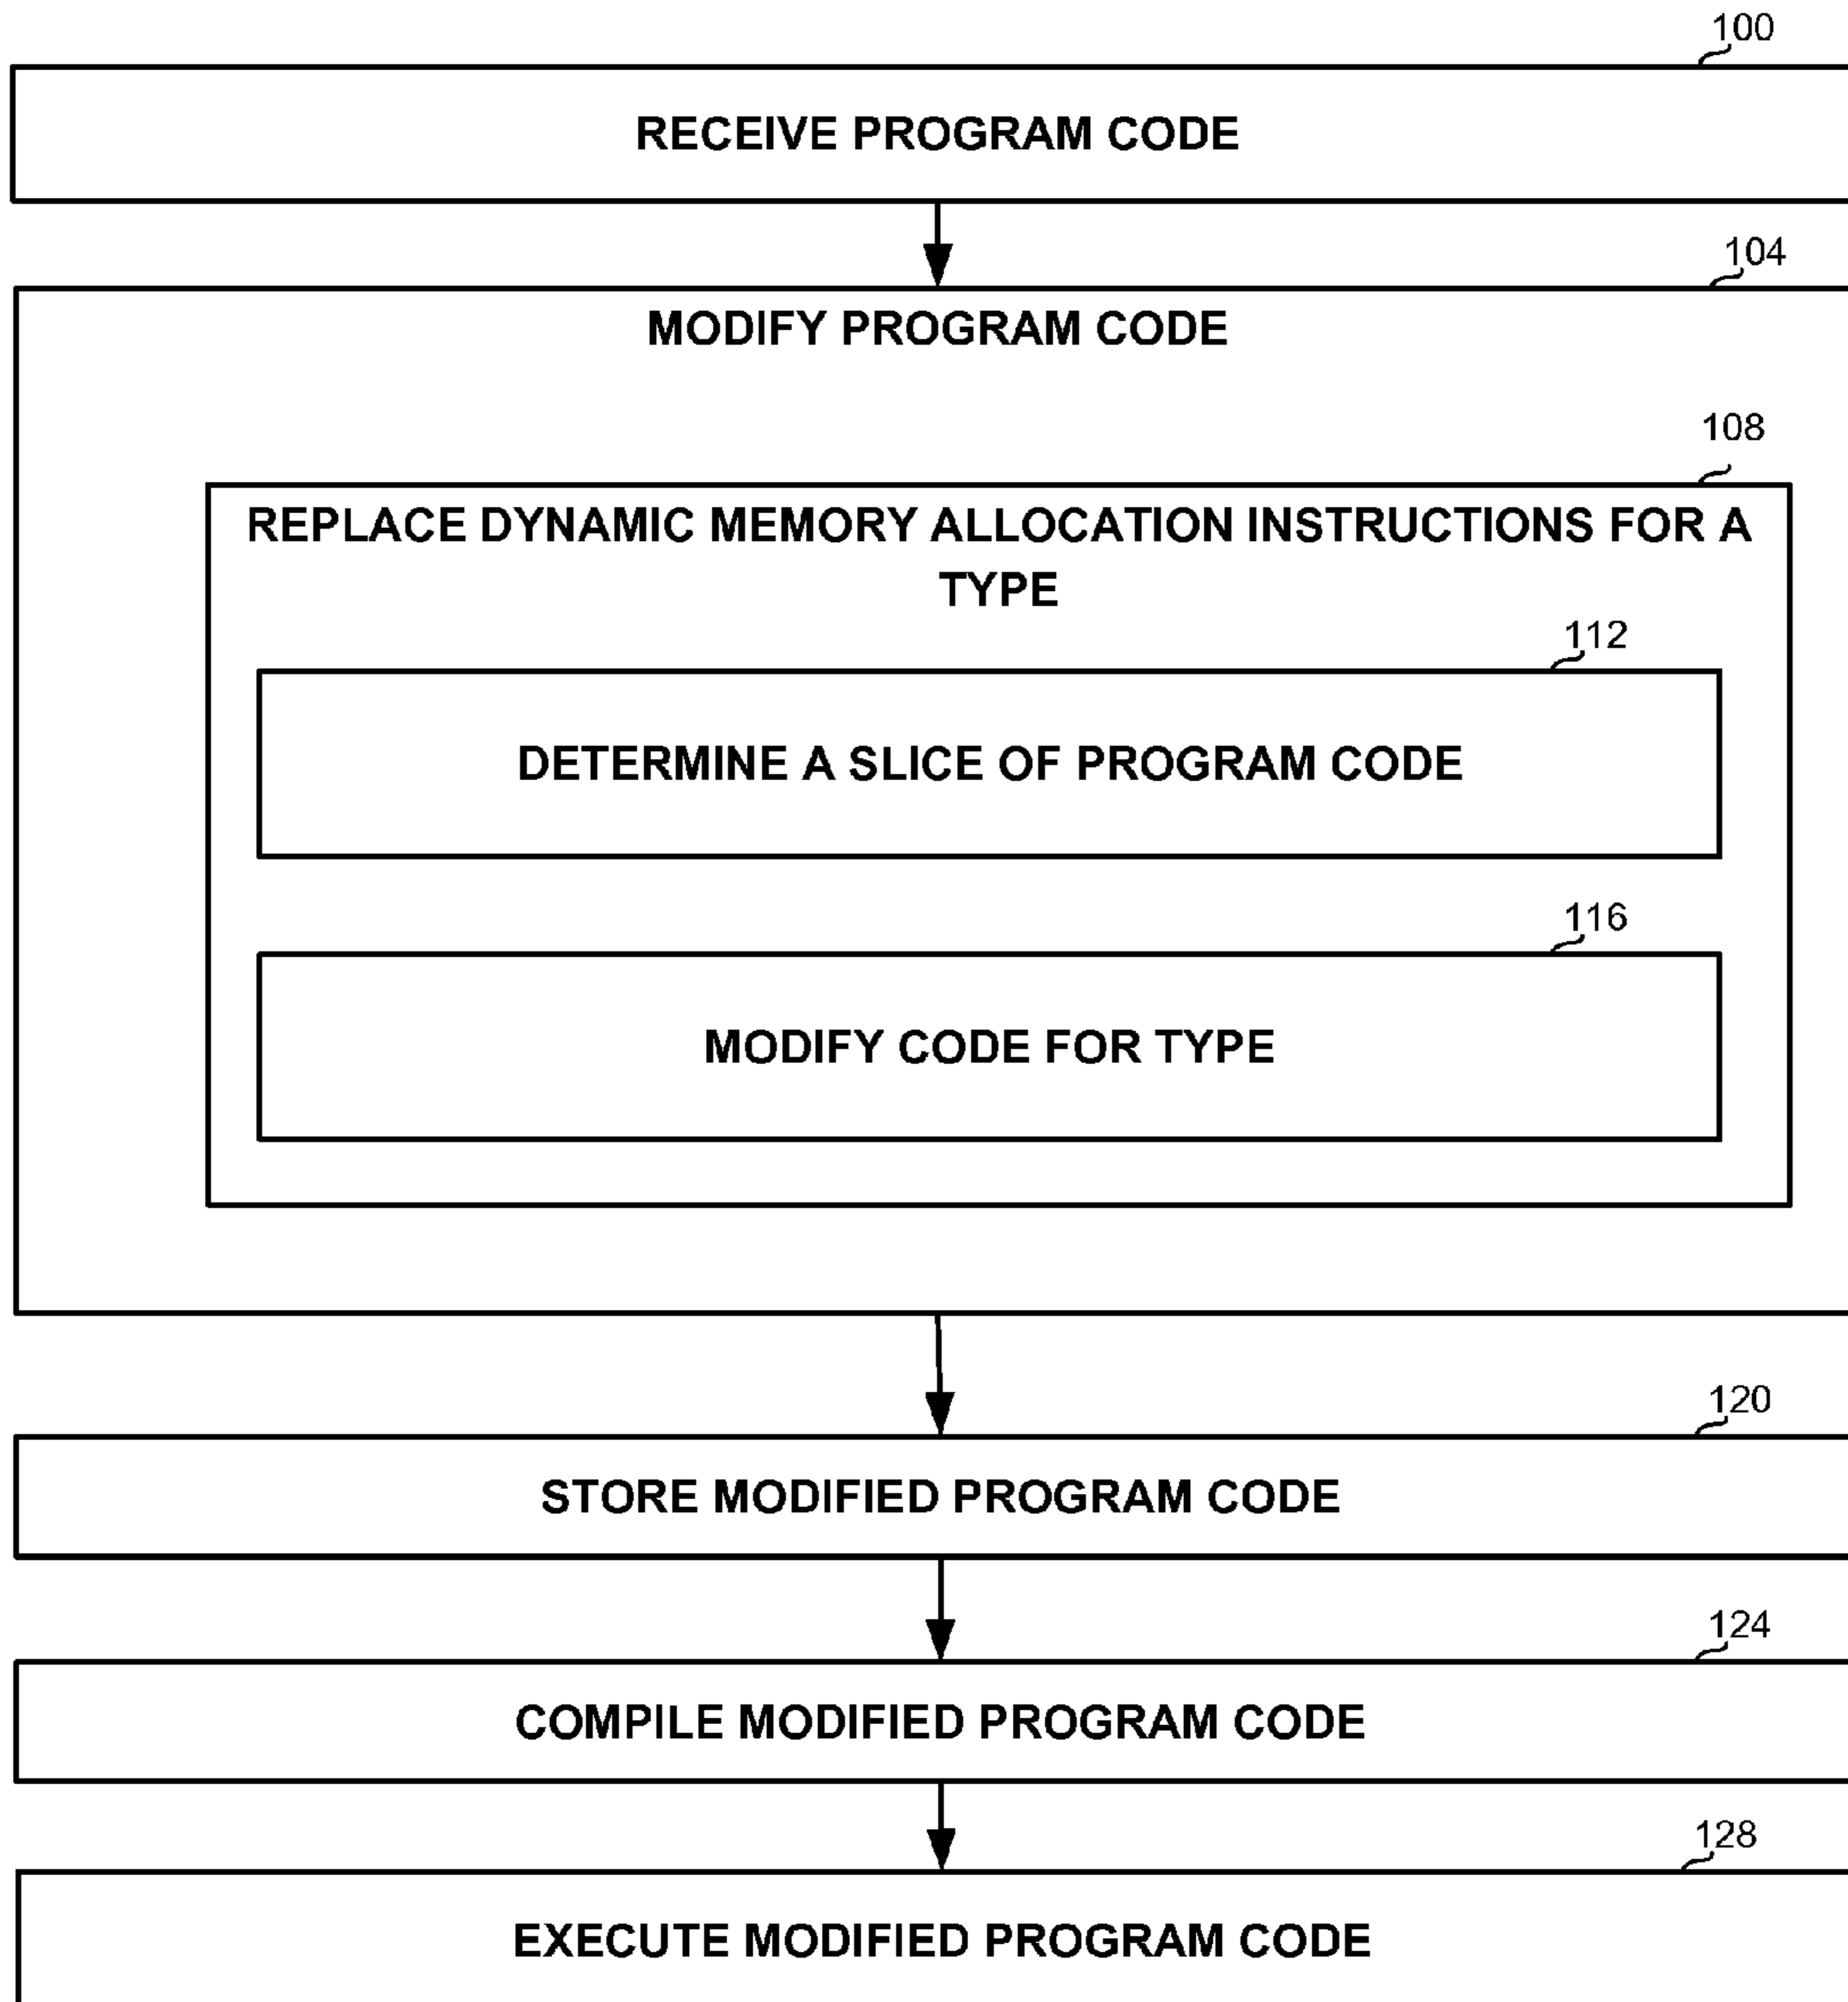 100
RECEIVE PROGRAM CODE
104
MODIFY PROGRAM CODE
108
REPLACE DYNAMIC MEMORY ALLOCATION INSTRUCTIONS FOR A
TYPE
112
DETERMINE A SLICE OF PROGRAM CODE
116
MODIFY CODE FOR TYPE
120
STORE MODIFIED PROGRAM CODE
124
COMPILE MODIFIED PROGRAM CODE
128
EXECUTE MODIFIED PROGRAM CODE